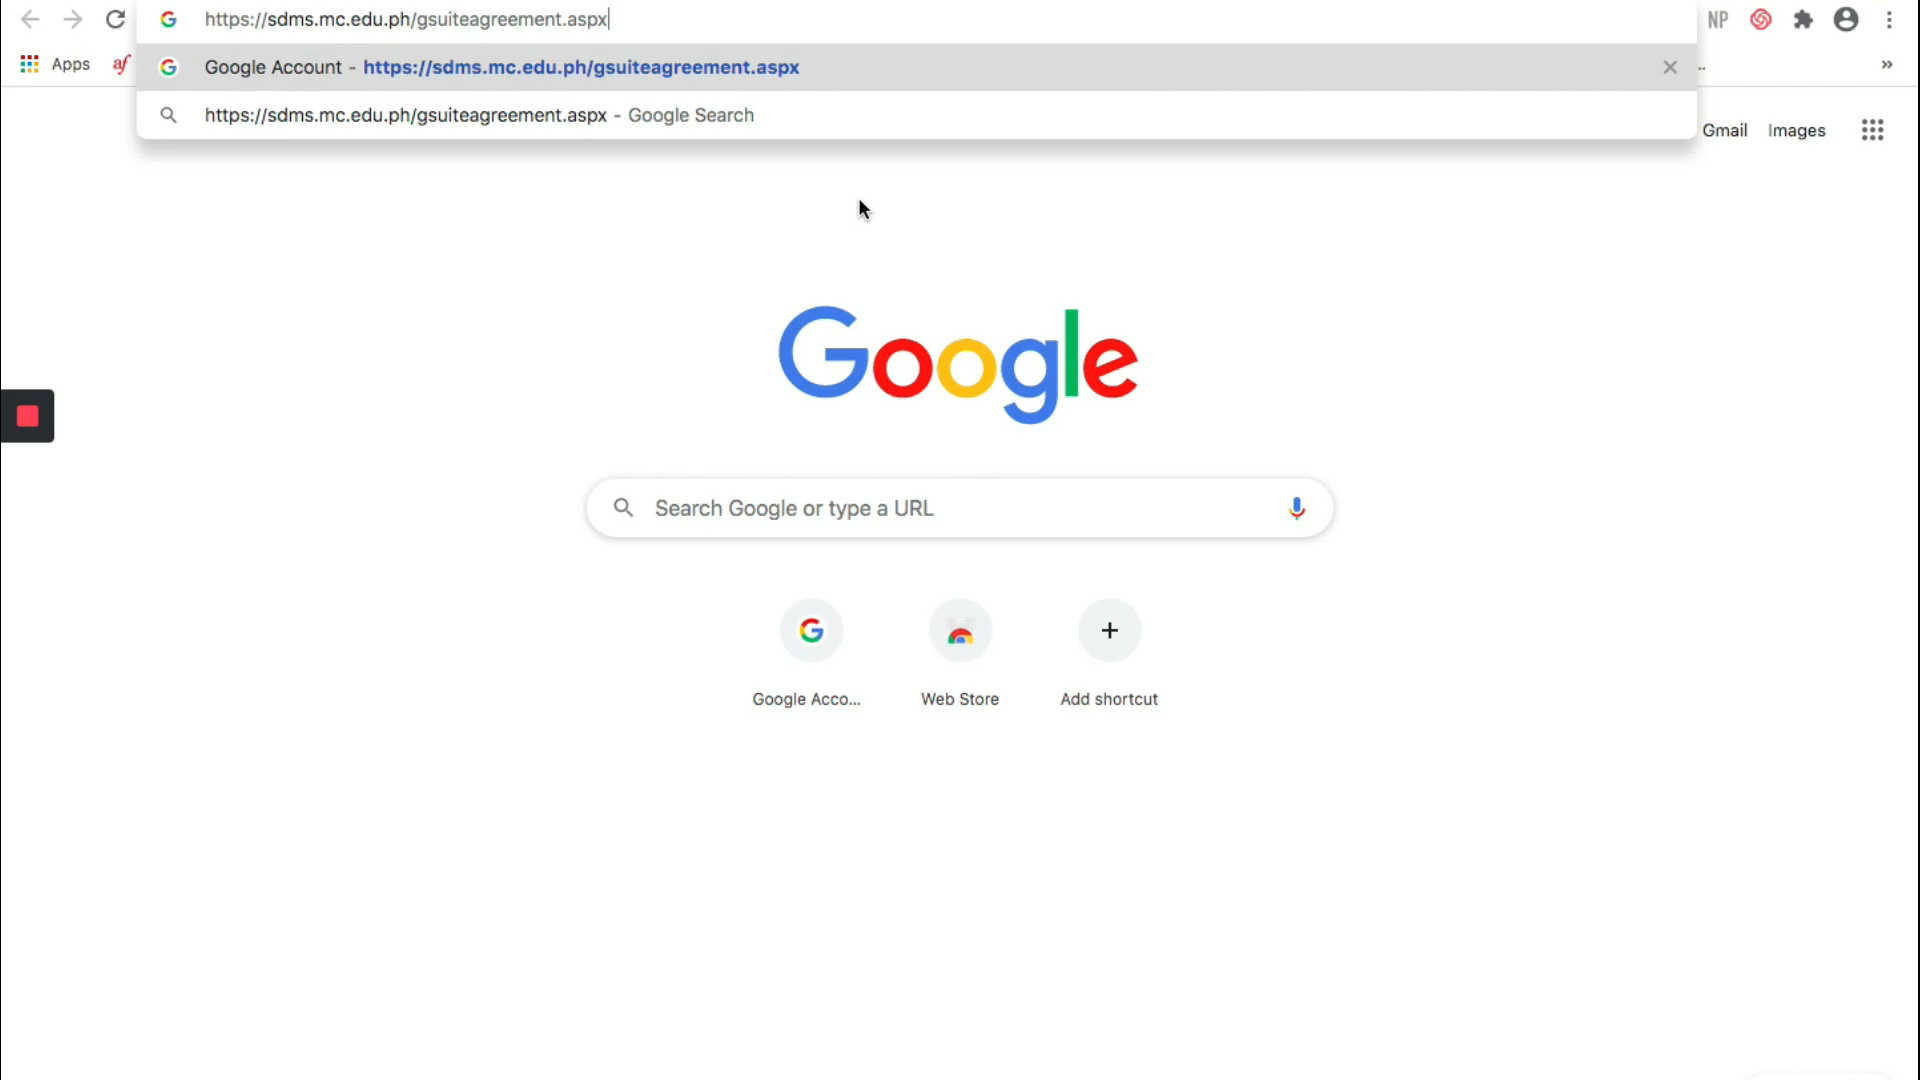 https://sdms.mc.edu.ph/gsuiteagreement.aspx
NP
Apps
af
Google Account - https://sdms.mc.edu.ph/gsuiteagreement.aspx
..
»
https://sdms.mc.edu.ph/gsuiteagreement.aspx - Google Search
Gmail
Images
Google
Search Google or type a URL
Google Acco...
Web Store
Add shortcut